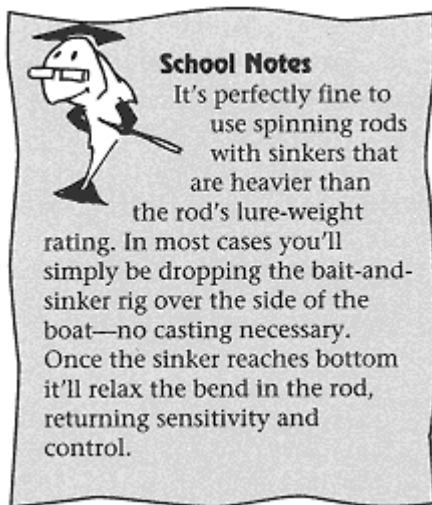 School Notes
It's perfectly fine to
use spinning rods
with sinkers that
are heavier than
the rod's lure-weight
rating. In most cases you'll
simply be dropping the bait-and-
sinker rig over the side of the
boat—no casting necessary.
Once the sinker reaches bottom
it'll relax the bend in the rod,
returning sensitivity and
control.